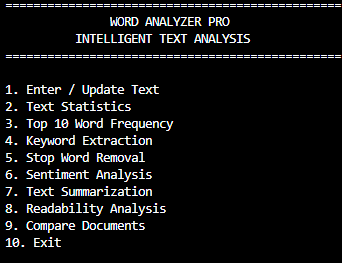 ================================================
WORD ANALYZER PRO
INTELLIGENT TEXT ANALYSIS
================================================
1. Enter / Update Text
2. Text Statistics
3. Top 10 Word Frequency
4. Keyword Extraction
5. Stop Word Removal
6. Sentiment Analysis
7. Text Summarization
8. Readability Analysis
9. Compare Documents
10. Exit